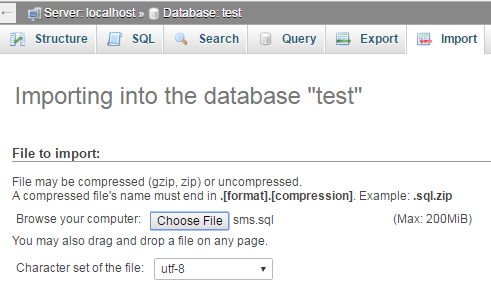 Server: localhost » Database: test
Structure SQL Search Query Export Import
Importing into the database "test"
File to import:
File may be compressed (gzip, zip) or uncompressed.
A compressed file's name must end in .[format].[compression]. Example: .sql.zip
Browse your computer: Choose File sms.sql (Max: 200MiB)
You may also drag and drop a file on any page.
Character set of the file: utf-8